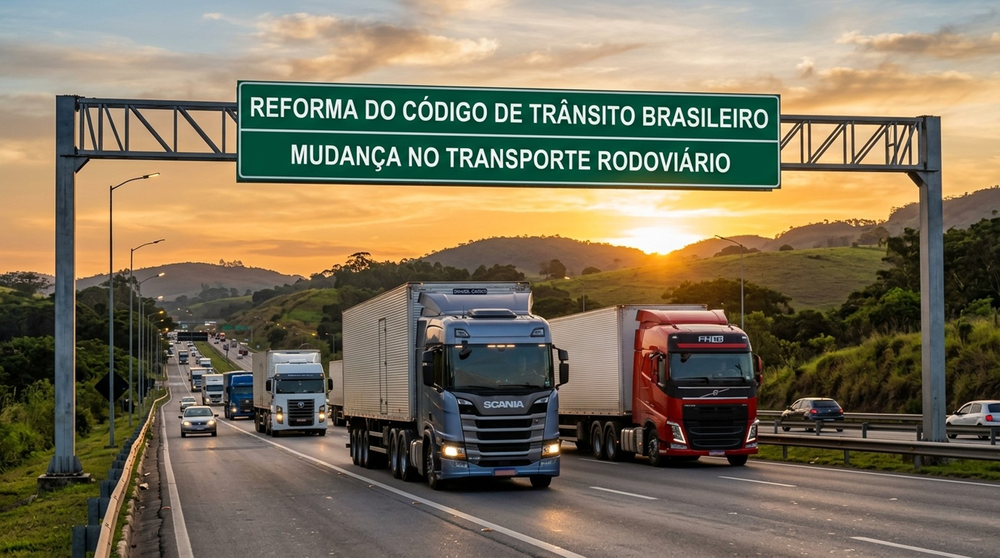 REFORMA DO CÓDIGO DE TRÂNSITO BRASILEIRO
MUDANÇA NO TRANSPORTE RODOVIÁRIO
SCANIA
FH16